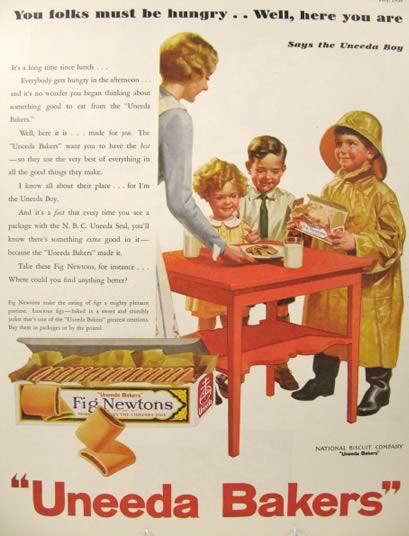 You folks must be hungry . . Well, here you are
Says the Uneeda Boy
It's a long time since lunch . . .
Everybody gets hungry in the afternoon . . .
and it's no wonder you began thinking about
something good to eat from the "Uneeda
Bakers."
Well, here it is . . . made for you. The
"Uneeda Bakers" want you to have the best
—so they use the very best of everything in
all the good things they make.
I know all about their place . . . for I'm
the Uneeda Boy.
And it's a fact that every time you see a
package with the N. B. C. Uneeda Seal, you'll
know there's something extra good in it—
because the "Uneeda Bakers" made it.
Take these Fig Newtons, for instance . . .
Where could you find anything better?
Fig Newtons make the eating of figs a mighty pleasant
pastime. Luscious figs—baked in a sweet and crumbly
jacket that's one of the "Uneeda Bakers" greatest creations.
Buy them in packages or by the pound.
"Uneeda Bakers"
Fig Newtons
Uneeda
NATIONAL BISCUIT COMPANY
"Uneeda Bakers"
"Uneeda Bakers"